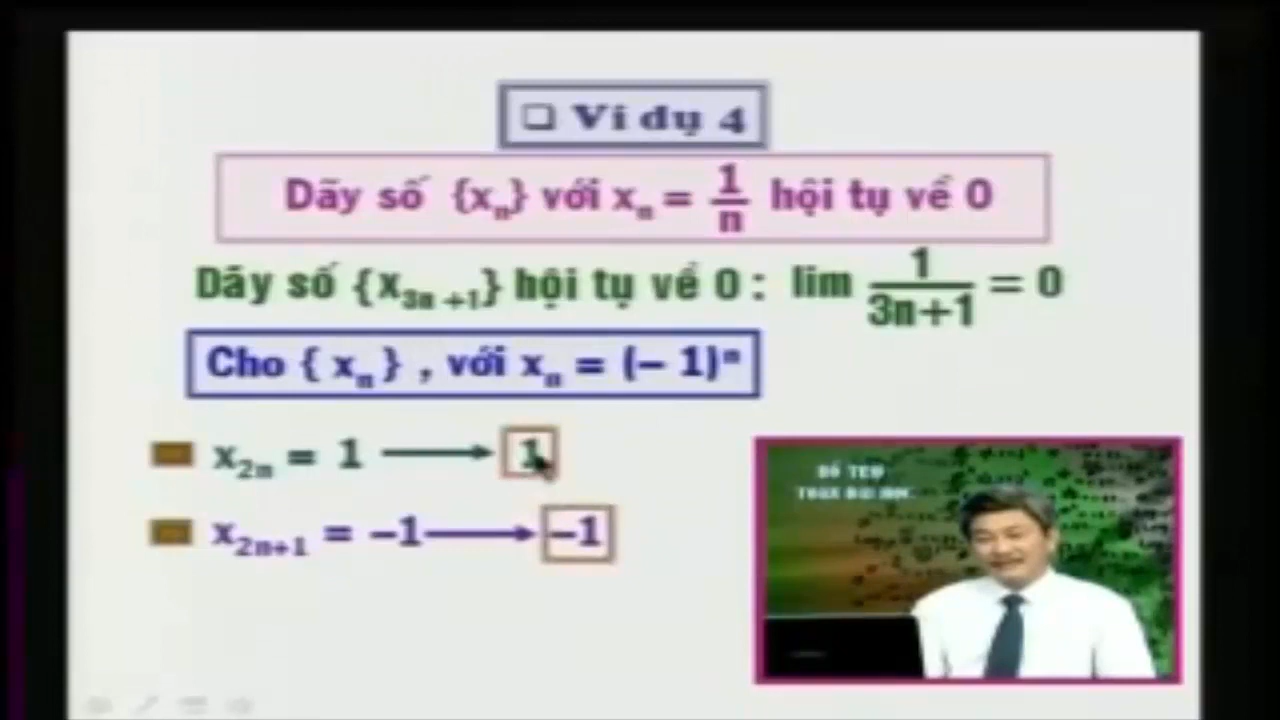 ❑ Ví dụ 4
Dãy số {xₙ} với xₙ = 1/n hội tụ về 0
Dãy số {x₃ₙ₊₁} hội tụ về 0 : lim 1/(3n+1) = 0
Cho { xₙ } , với xₙ = (– 1)ⁿ
x₂ₙ = 1 → 1
x₂ₙ₊₁ = –1 → –1